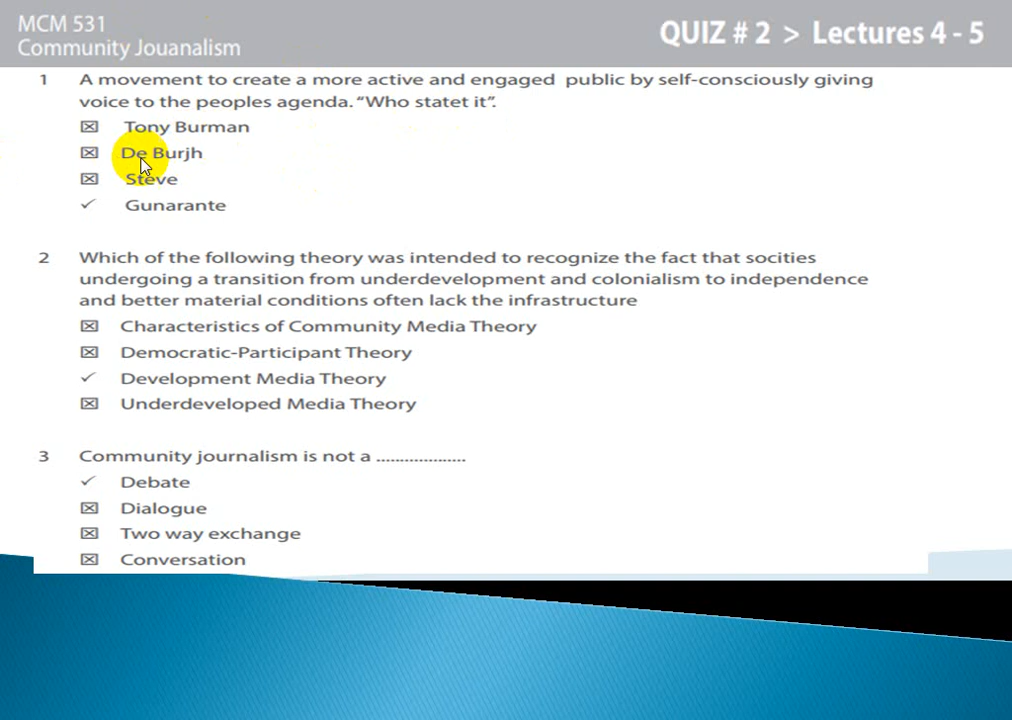 MCM 531
Community Jouanalism
QUIZ # 2 > Lectures 4 - 5
1 A movement to create a more active and engaged public by self-consciously giving
voice to the peoples agenda. “Who statet it”.
Tony Burman
De Burjh
Steve
Gunarante
2 Which of the following theory was intended to recognize the fact that socities
undergoing a transition from underdevelopment and colonialism to independence
and better material conditions often lack the infrastructure
Characteristics of Community Media Theory
Democratic-Participant Theory
Development Media Theory
Underdeveloped Media Theory
3 Community journalism is not a ...................
Debate
Dialogue
Two way exchange
Conversation